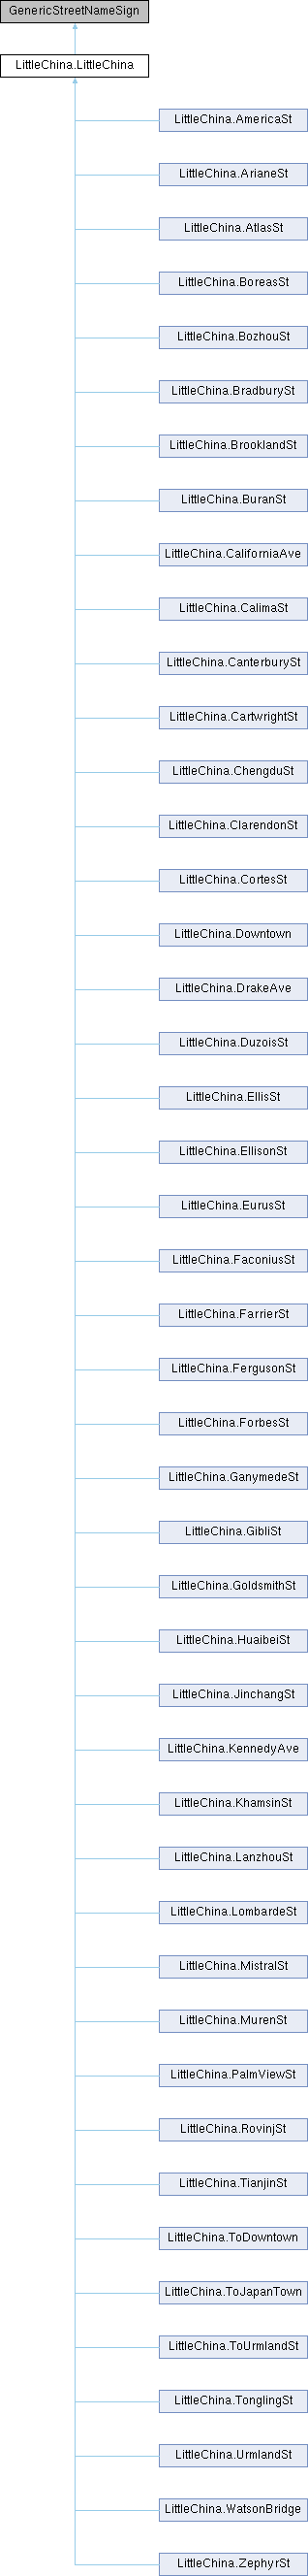 GenericStreetNameSign
LittleChina.LittleChina
LittleChina.AmericaSt
LittleChina.ArianeSt
LittleChina.AtlasSt
LittleChina.BoreasSt
LittleChina.BozhouSt
LittleChina.BradburySt
LittleChina.BrooklandSt
LittleChina.BuranSt
LittleChina.CaliforniaAve
LittleChina.CalimaSt
LittleChina.CanterburySt
LittleChina.CartwrightSt
LittleChina.ChengduSt
LittleChina.ClarendonSt
LittleChina.CortesSt
LittleChina.Downtown
LittleChina.DrakeAve
LittleChina.DuzoisSt
LittleChina.EllisSt
LittleChina.EllisonSt
LittleChina.EurusSt
LittleChina.FaconiusSt
LittleChina.FarrierSt
LittleChina.FergusonSt
LittleChina.ForbesSt
LittleChina.GanymedeSt
LittleChina.GibliSt
LittleChina.GoldsmithSt
LittleChina.HuaibeiSt
LittleChina.JinchangSt
LittleChina.KennedyAve
LittleChina.KhamsinSt
LittleChina.LanzhouSt
LittleChina.LombardeSt
LittleChina.MistralSt
LittleChina.MurenSt
LittleChina.PalmViewSt
LittleChina.RovinjSt
LittleChina.TianjinSt
LittleChina.ToDowntown
LittleChina.ToJapanTown
LittleChina.ToUrmlandSt
LittleChina.TonglingSt
LittleChina.UrmlandSt
LittleChina.WatsonBridge
LittleChina.ZephyrSt